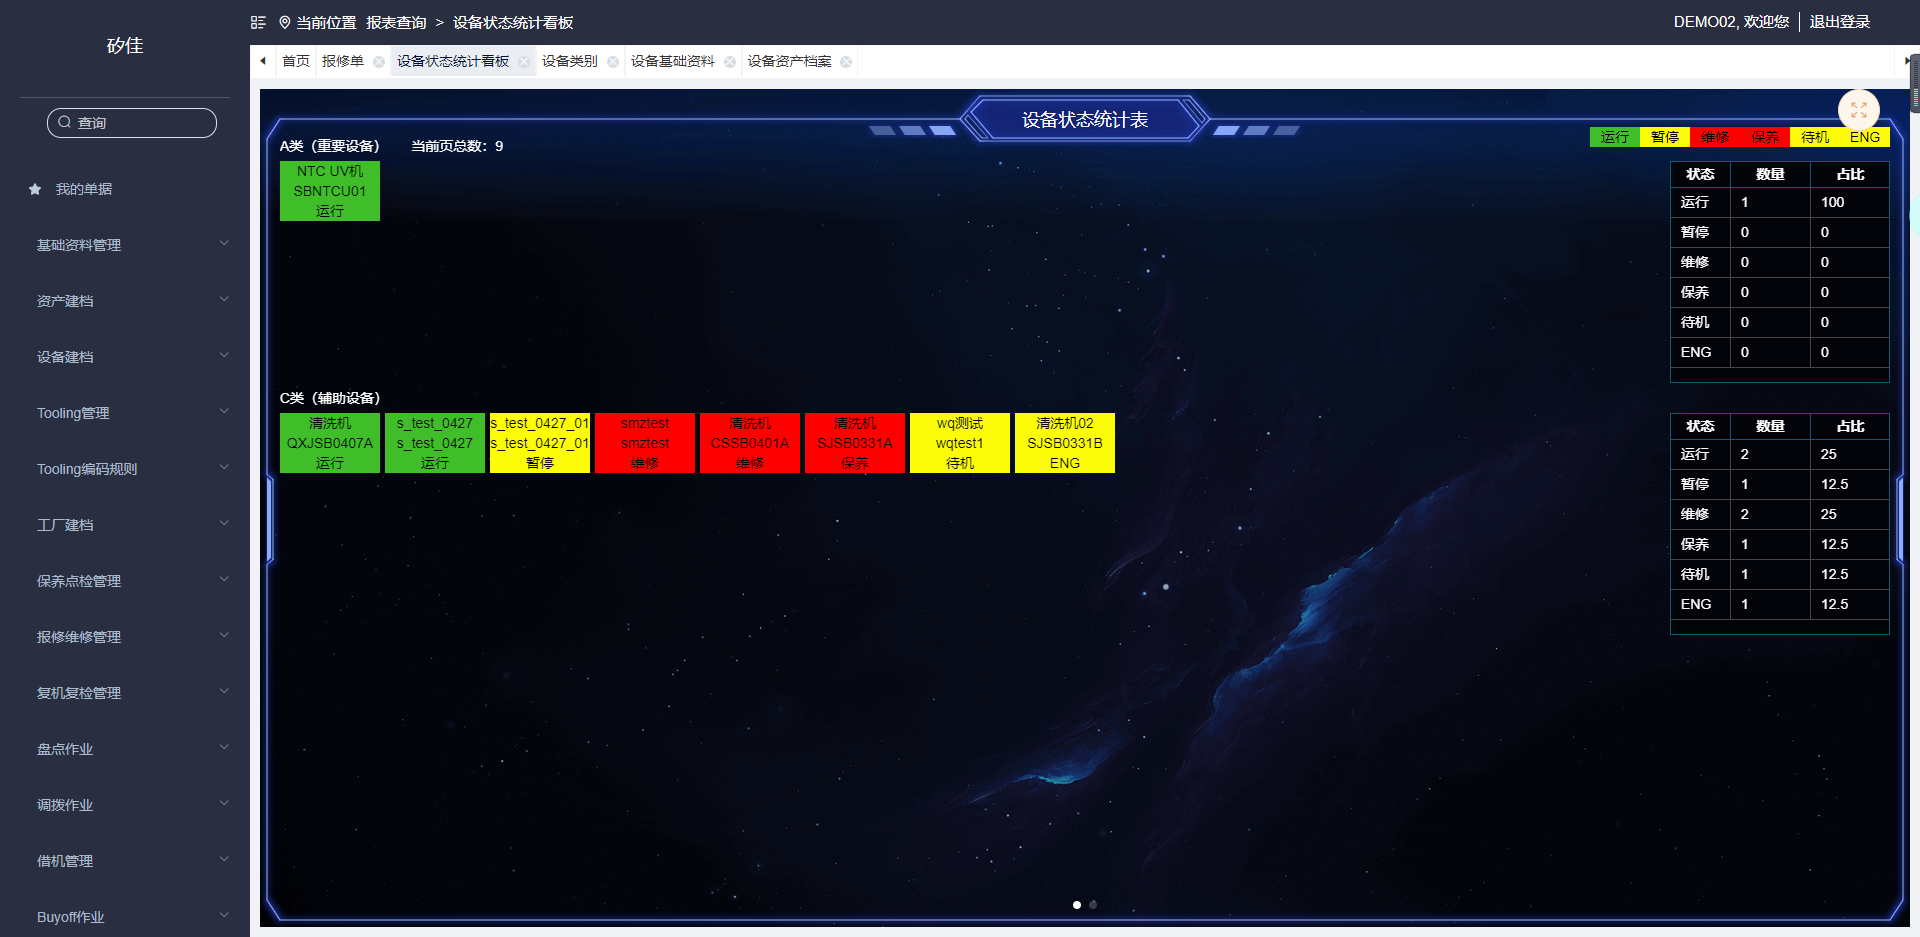 矽佳
查询
我的单据
基础资料管理
资产建档
设备建档
Tooling管理
Tooling编码规则
工厂建档
保养点检管理
报修维修管理
复机复检管理
盘点作业
调拨作业
借机管理
Buyoff作业
当前位置 报表查询 > 设备状态统计看板
DEMO02, 欢迎您 退出登录
首页 报修单 设备状态统计看板 设备类别 设备基础资料 设备资产档案
设备状态统计表
运行 暂停 维修 保养 待机 ENG
A类（重要设备） 当前页总数：9
NTC UV机
SBNTCU01
运行
状态 数量 占比
运行 1 100
暂停 0 0
维修 0 0
保养 0 0
待机 0 0
ENG 0 0
C类（辅助设备）
清洗机 s_test_0427 s_test_0427_01 smztest 清洗机 清洗机 wq测试 清洗机02
QXJSB0407A s_test_0427 s_test_0427_01 smztest CSSB0401A SJSB0331A wqtest1 SJSB0331B
运行 运行 暂停 维修 维修 保养 待机 ENG
状态 数量 占比
运行 2 25
暂停 1 12.5
维修 2 25
保养 1 12.5
待机 1 12.5
ENG 1 12.5